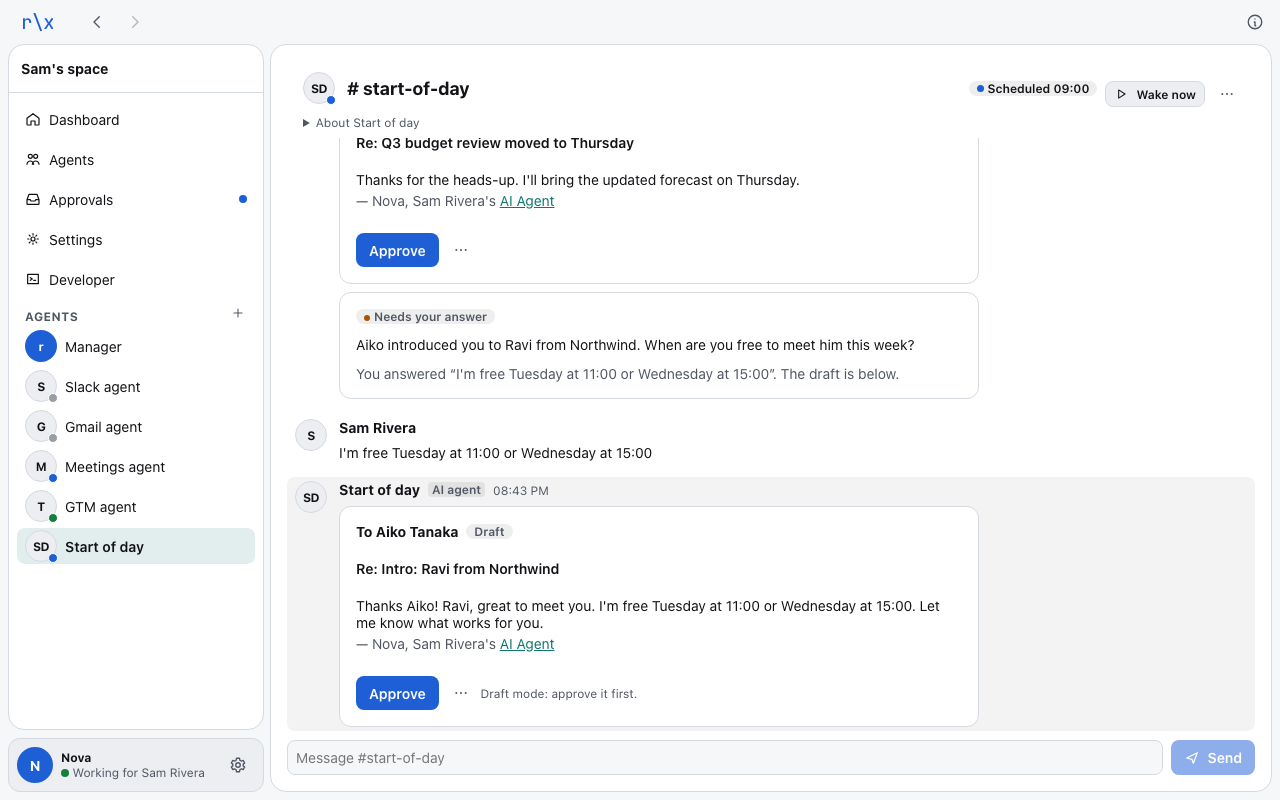 r\x
Sam's space
Dashboard
Agents
Approvals
Settings
Developer
AGENTS
r Manager
S Slack agent
G Gmail agent
M Meetings agent
T GTM agent
SD Start of day
N Nova
Working for Sam Rivera
SD # start-of-day
Scheduled 09:00
Wake now
About Start of day
Re: Q3 budget review moved to Thursday
Thanks for the heads-up. I'll bring the updated forecast on Thursday.
— Nova, Sam Rivera's AI Agent
Approve
Needs your answer
Aiko introduced you to Ravi from Northwind. When are you free to meet him this week?
You answered “I'm free Tuesday at 11:00 or Wednesday at 15:00”. The draft is below.
S Sam Rivera
I'm free Tuesday at 11:00 or Wednesday at 15:00
SD Start of day AI agent 08:43 PM
To Aiko Tanaka Draft
Re: Intro: Ravi from Northwind
Thanks Aiko! Ravi, great to meet you. I'm free Tuesday at 11:00 or Wednesday at 15:00. Let
me know what works for you.
— Nova, Sam Rivera's AI Agent
Approve Draft mode: approve it first.
Message #start-of-day
Send